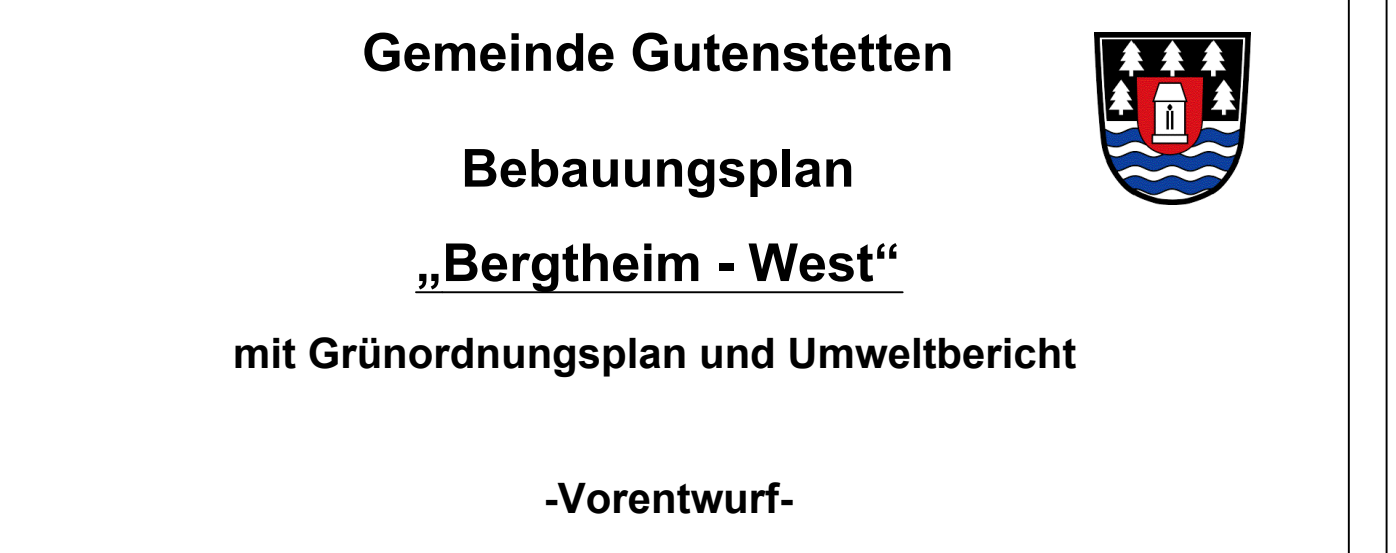 Gemeinde Gutenstetten
Bebauungsplan
„Bergtheim - West“
mit Grünordnungsplan und Umweltbericht
-Vorentwurf-